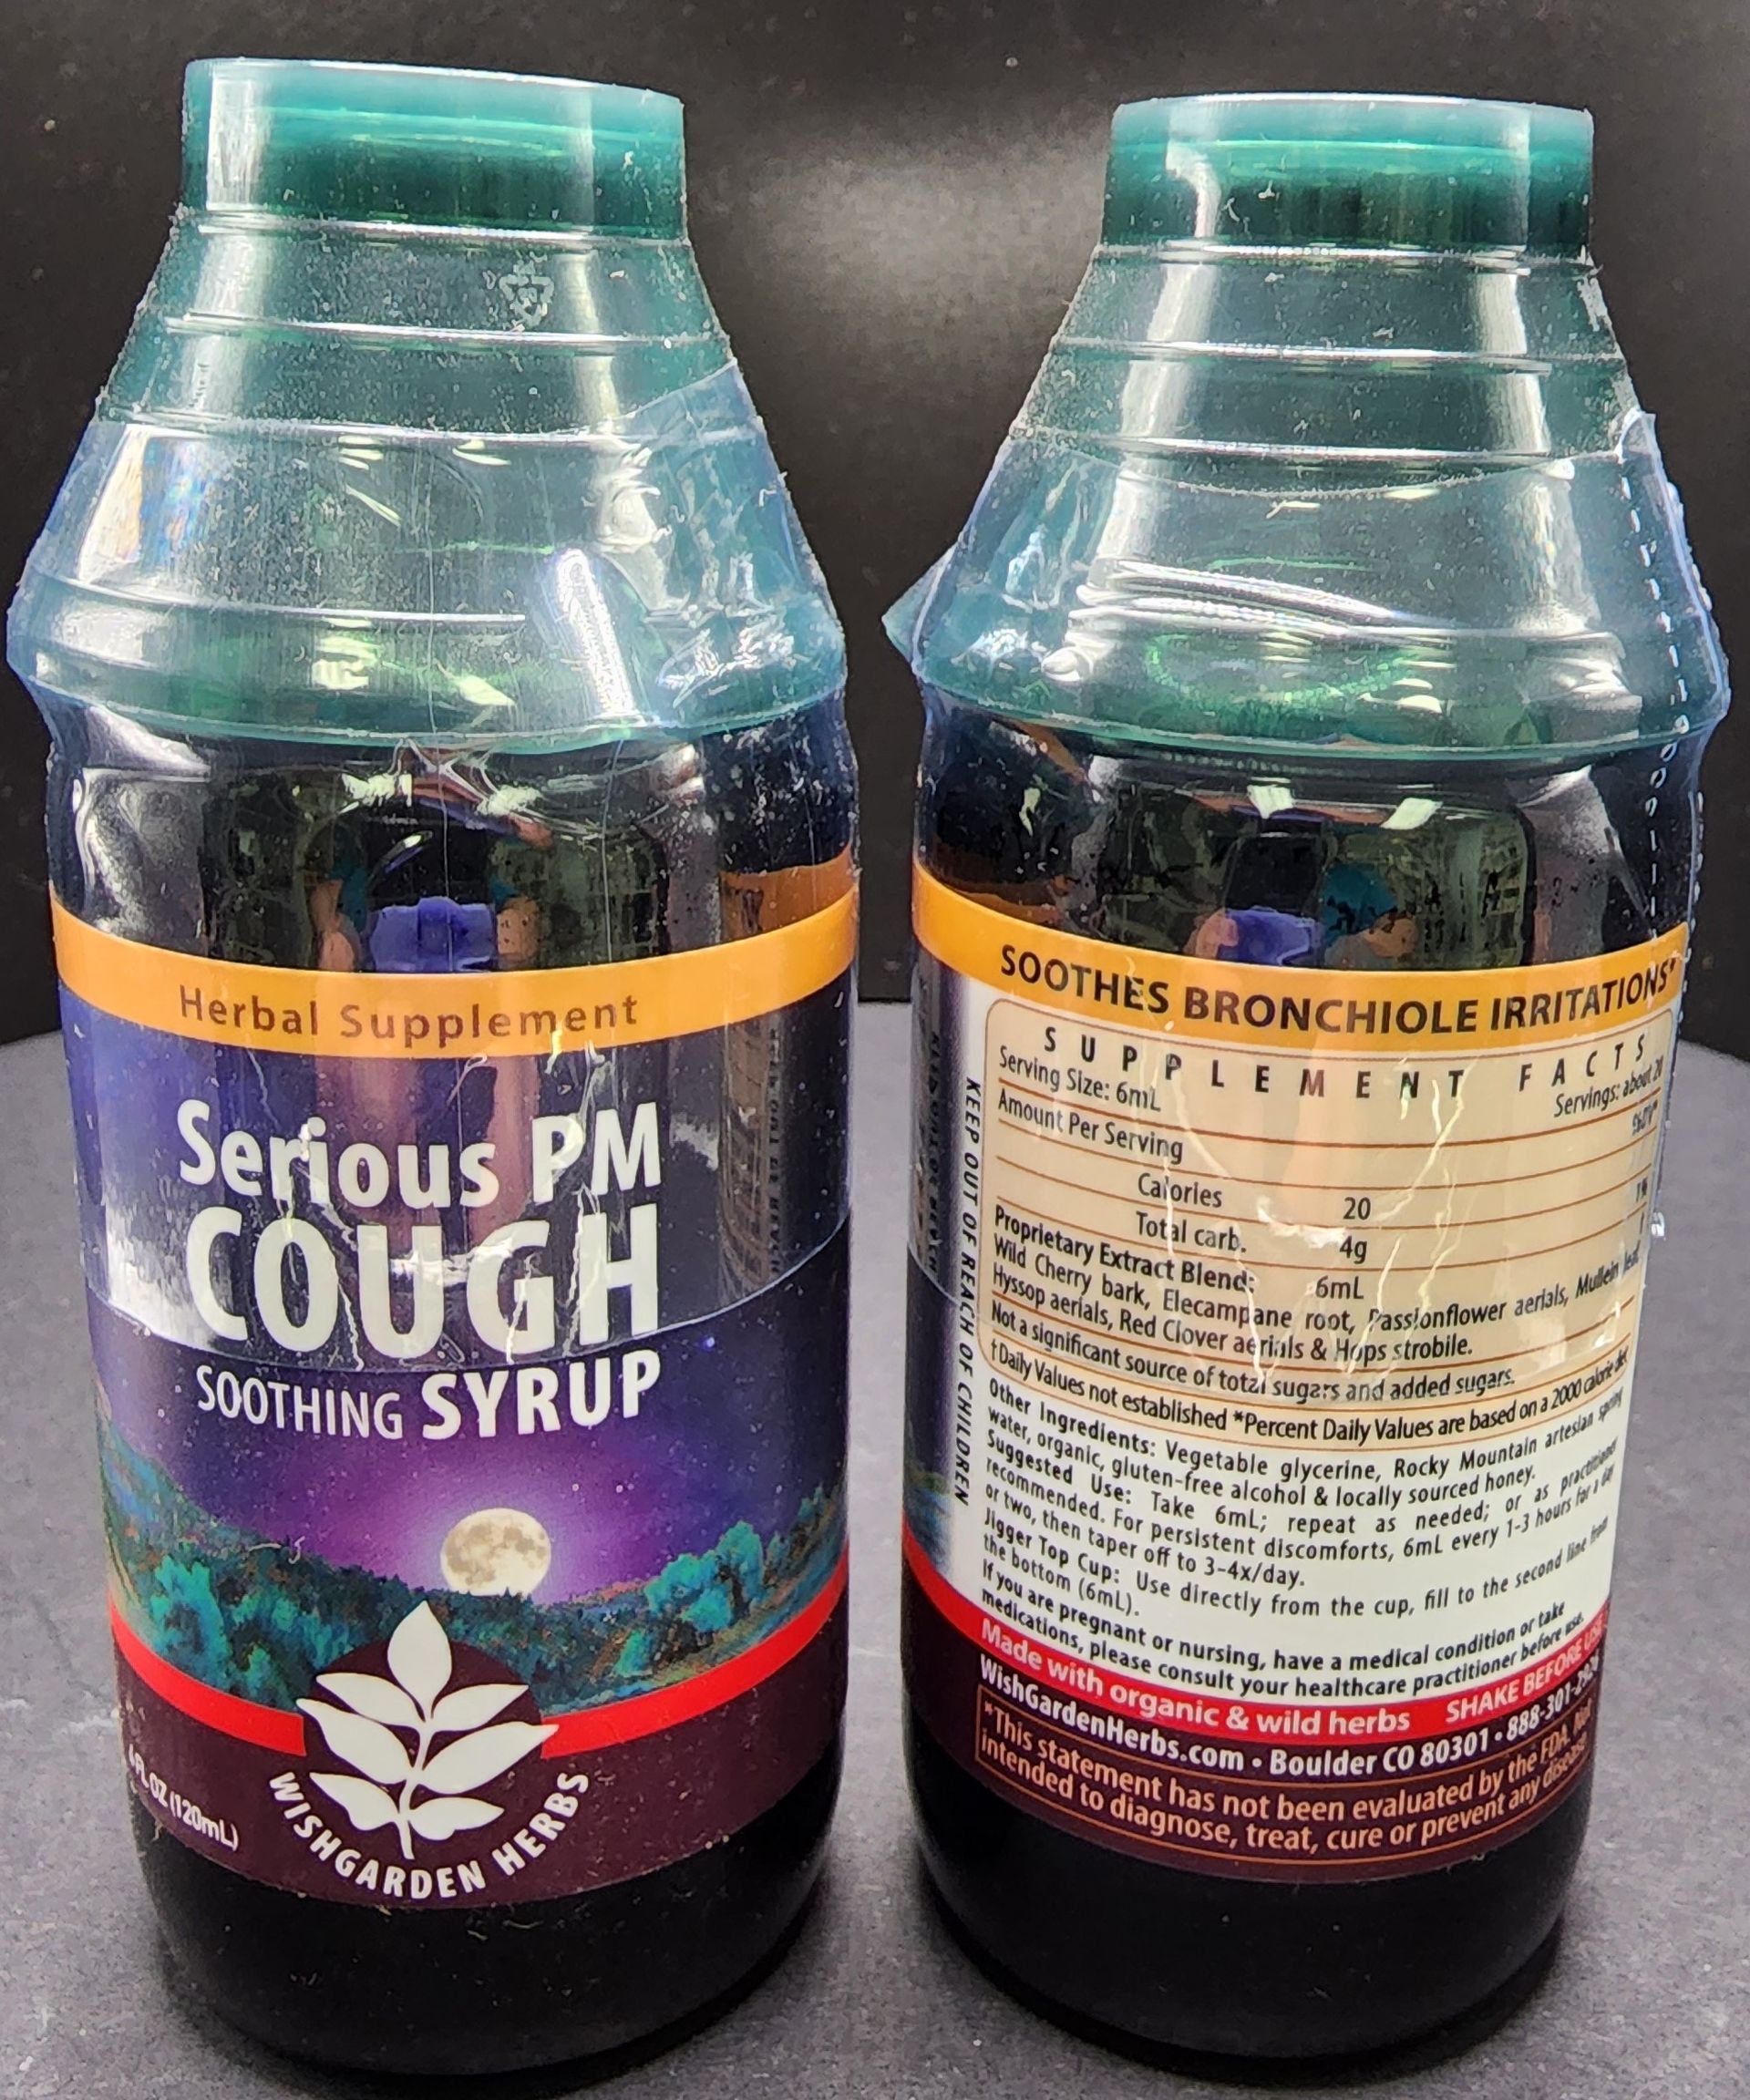 Herbal Supplement
Serious PM
COUGH
SOOTHING SYRUP
WISHGARDEN HERBS
4 FL OZ (120mL)
SOOTHES BRONCHIOLE IRRITATIONS*
SUPPLEMENT FACTS
Serving Size: 6mL Servings: about 20
Amount Per Serving %DV*
Calories 20
Total carb. 4g 1%
Proprietary Extract Blend: 6mL †
Wild Cherry bark, Elecampane root, Passionflower aerials, Mullein leaf,
Hyssop aerials, Red Clover aerials & Hops strobile.
Not a significant source of total sugars and added sugars.
†Daily Values not established *Percent Daily Values are based on a 2000 calorie diet
Other Ingredients: Vegetable glycerine, Rocky Mountain artesian spring
water, organic, gluten-free alcohol & locally sourced honey.
Suggested Use: Take 6mL; repeat as needed; or as practitioner
recommended. For persistent discomforts, 6mL every 1-3 hours for a day
or two, then taper off to 3-4x/day.
Jigger Top Cup: Use directly from the cup, fill to the second line from
the bottom (6mL).
If you are pregnant or nursing, have a medical condition or take
medications, please consult your healthcare practitioner before use.
Made with organic & wild herbs SHAKE BEFORE USE
WishGardenHerbs.com • Boulder CO 80301 • 888-301-
*This statement has not been evaluated by the FDA. Not
intended to diagnose, treat, cure or prevent any disease
KEEP OUT OF REACH OF CHILDREN